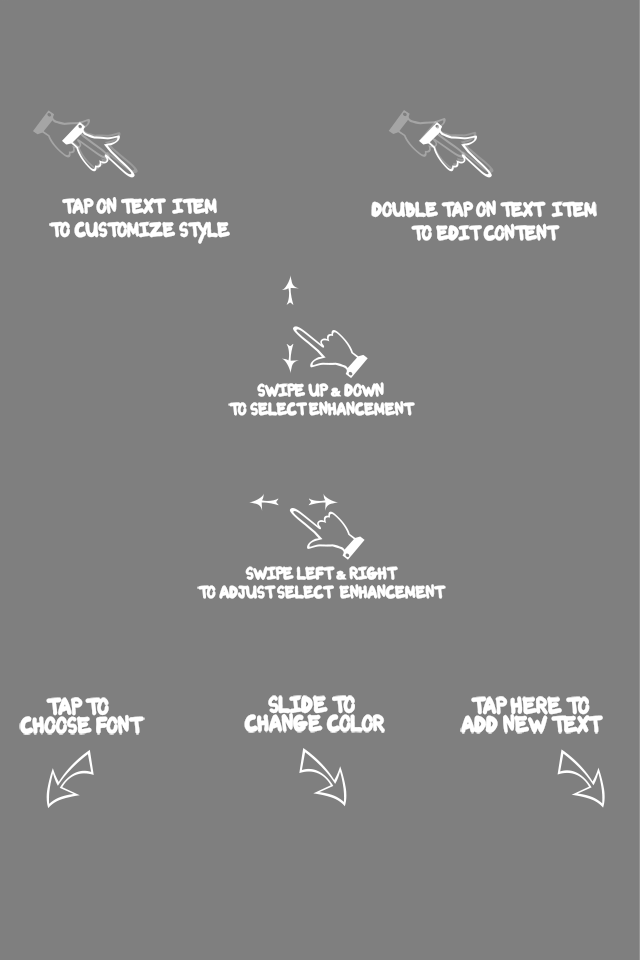 TAP ON TEXT ITEM
TO CUSTOMIZE STYLE
DOUBLE TAP ON TEXT ITEM
TO EDIT CONTENT
SWIPE UP & DOWN
TO SELECT ENHANCEMENT
SWIPE LEFT & RIGHT
TO ADJUST SELECT ENHANCEMENT
TAP TO
CHOOSE FONT
SLIDE TO
CHANGE COLOR
TAP HERE TO
ADD NEW TEXT